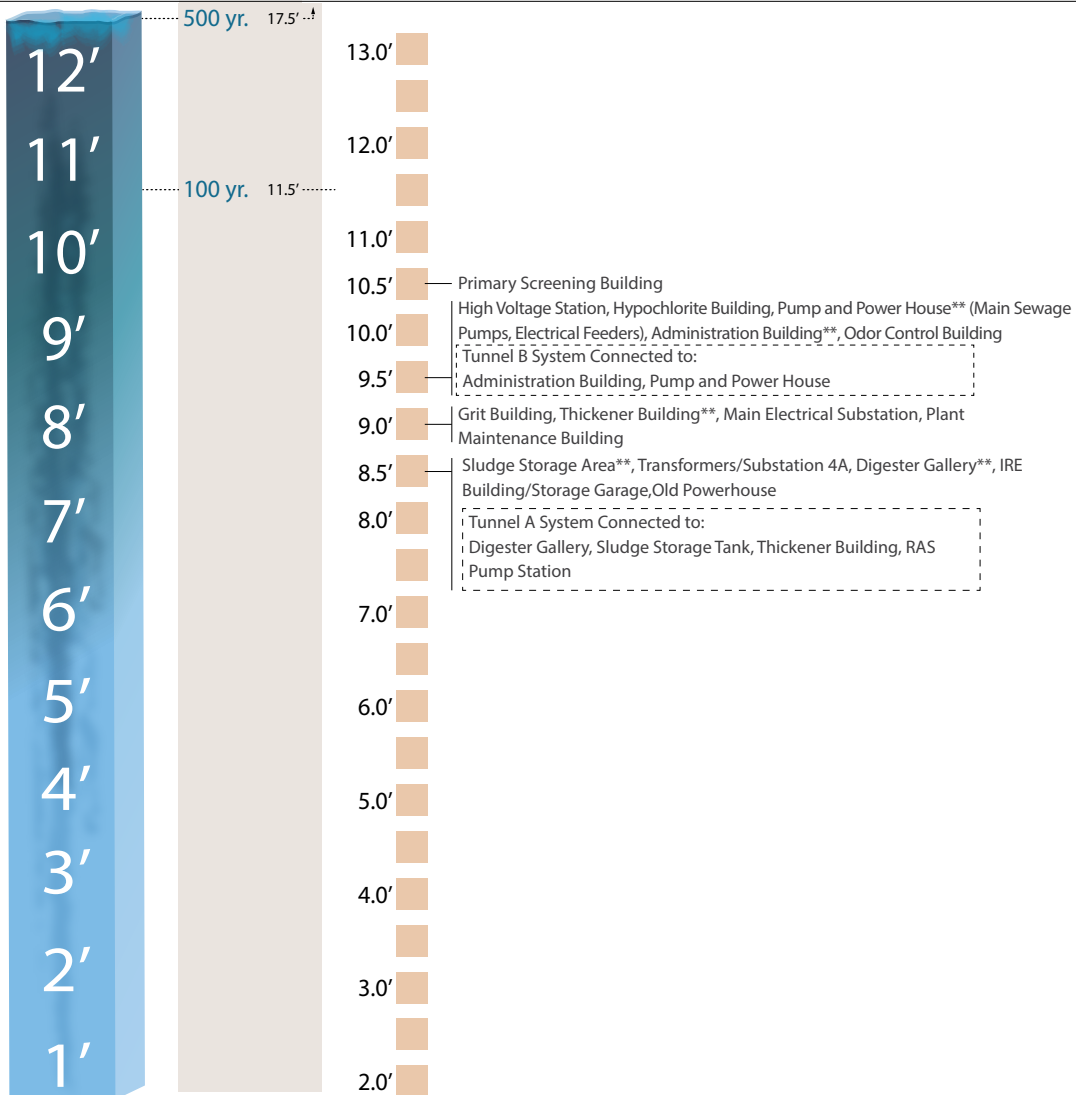 500 yr. 17.5’
12’
11’
100 yr. 11.5’
10’
9’
8’
7’
6’
5’
4’
3’
2’
1’
13.0’
12.0’
11.0’
10.5’ Primary Screening Building
High Voltage Station, Hypochlorite Building, Pump and Power House** (Main Sewage
10.0’ Pumps, Electrical Feeders), Administration Building**, Odor Control Building
Tunnel B System Connected to:
9.5’ Administration Building, Pump and Power House
9.0’ Grit Building, Thickener Building**, Main Electrical Substation, Plant
Maintenance Building
8.5’ Sludge Storage Area**, Transformers/Substation 4A, Digester Gallery**, IRE
Building/Storage Garage,Old Powerhouse
8.0’ Tunnel A System Connected to:
Digester Gallery, Sludge Storage Tank, Thickener Building, RAS
Pump Station
7.0’
6.0’
5.0’
4.0’
3.0’
2.0’